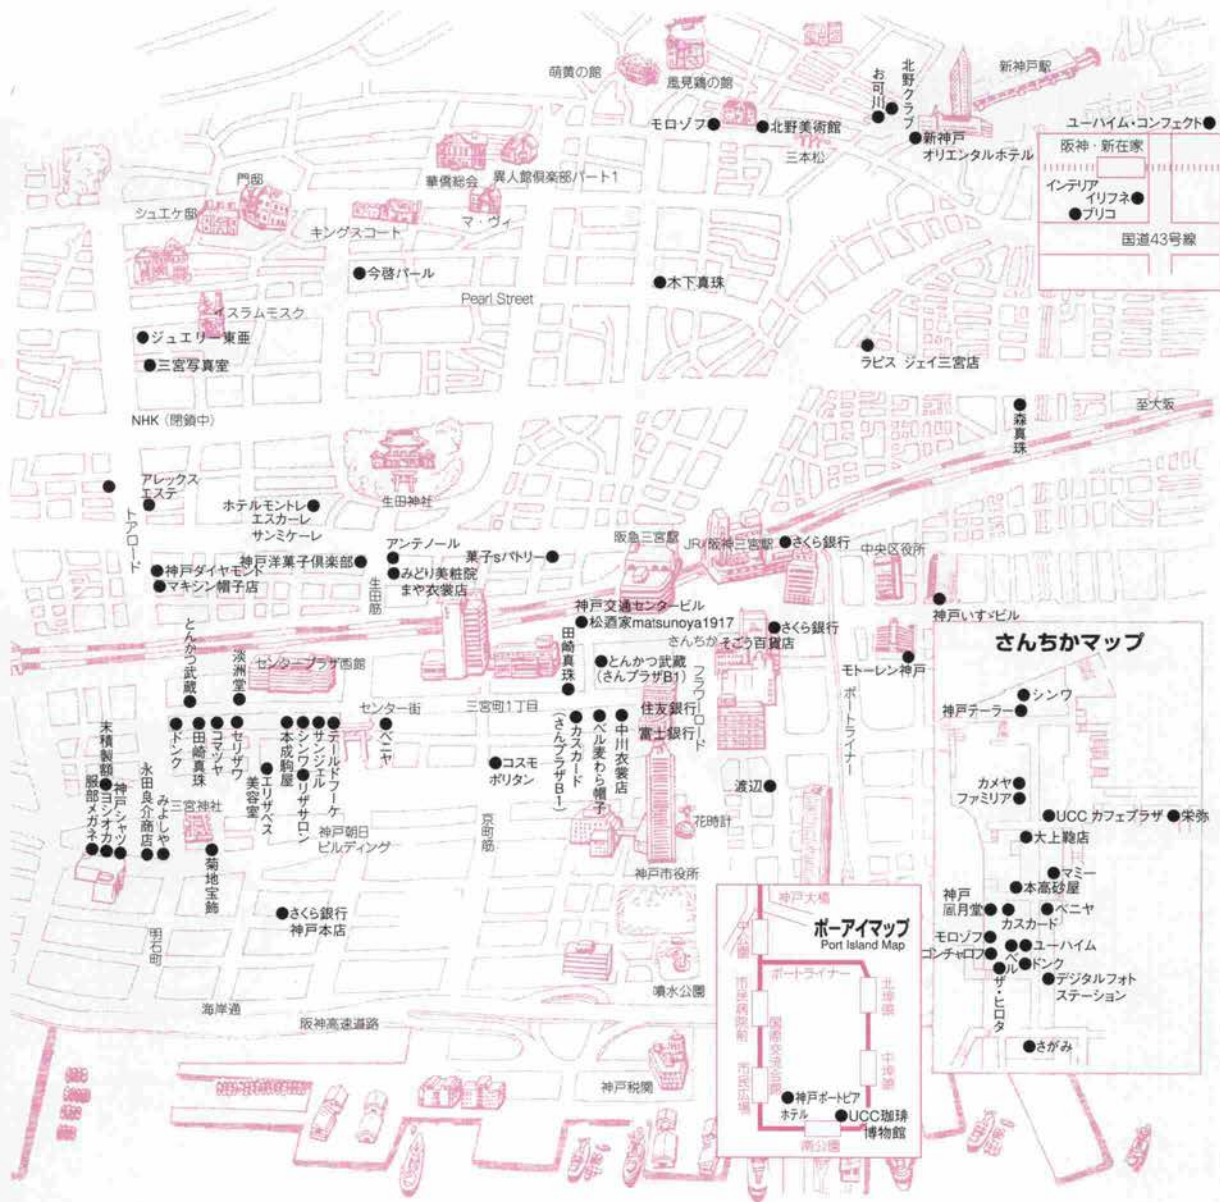 萌黄の館
風見鶏の館
モロゾフ
北野美術館
三本松
お可川
北野クラブ
新神戸
オリエンタルホテル
新神戸駅
ユーハイム・コンフェクト
阪神・新在家
インテリア
イリフネ
ブリコ
国道43号線
門邸
シュエケ邸
華僑総会
異人館倶楽部パート1
マ・ヴィ
キングスコート
今啓パール
木下真珠
Pearl Street
イスラムモスク
ジュエリー東亜
三宮写真室
ラピス ジェイ三宮店
NHK(閉鎖中)
森真珠
至大阪
アレックス
エステ
トアロード
ホテルモントレ
エスカーレ
サンミケーレ
生田神社
神戸洋菓子倶楽部
アンテノール
みどり美粧院
まや衣裳店
生田筋
菓子sパトリー
神戸ダイヤモンド
マキシン帽子店
阪急三宮駅
JR/阪神三宮駅
さくら銀行
中央区役所
神戸いすゞビル
神戸交通センタービル
松酒家matsunoya1917
さんちか
そごう百貨店
さくら銀行
モトーレン神戸
とんかつ武蔵
淡洲堂
センタープラザ西館
田崎真珠
とんかつ武蔵
(さんプラザB1)
フラワーロード
ポートライナー
三宮町1丁目
センター街
住友銀行
富士銀行
ドンク
田崎真珠
コマツヤ
セリザワ
本成駒屋
シンワ
サンジェル
テールドフーケ
ベニヤ
リザサロン
エリザベス
美容室
カスカード
(さんプラザB1)
ベル麦わら帽子
中川衣裳店
コスモ
ポリタン
渡辺
末積製額
ヨシオカ
服部メガネ
神戸シャツ
永田良介商店
みよしや
三宮神社
菊地宝飾
神戸朝日
ビルディング
京町筋
花時計
神戸市役所
さくら銀行
神戸本店
明石町
海岸通
阪神高速道路
噴水公園
神戸税関
さんちかマップ
シンワ
神戸テーラー
カメヤ
ファミリア
UCC カフェプラザ
栄弥
大上鞄店
マミー
本高砂屋
神戸
風月堂
カスカード
ベニヤ
モロゾフ
ゴンチャロフ
ベル
ユーハイム
ドンク
ザ・ヒロタ
デジタルフォト
ステーション
さがみ
神戸大橋
ポーアイマップ
Port Island Map
中公園
ポートライナー
市民病院前
北埠頭
市民広場
中埠頭
神戸ポートピア
ホテル
UCC珈琲
博物館
南公園